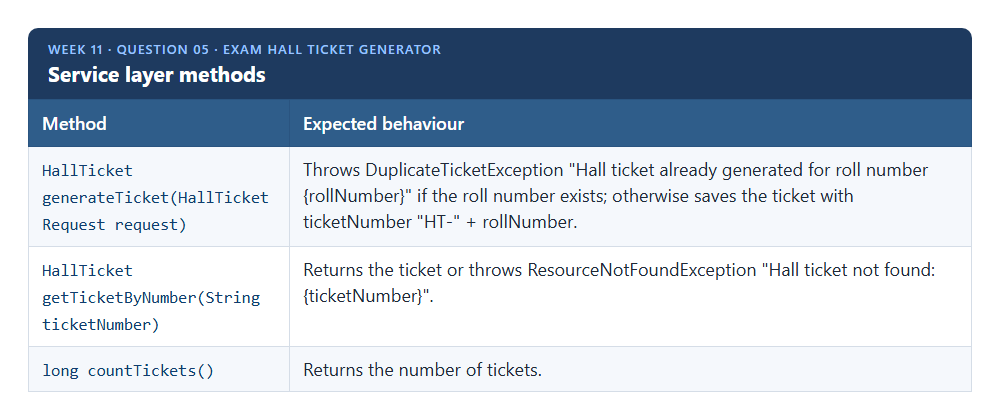 WEEK 11 · QUESTION 05 · EXAM HALL TICKET GENERATOR
Service layer methods
Method
Expected behaviour
HallTicket
generateTicket(HallTicket
Request request)
Throws DuplicateTicketException "Hall ticket already generated for roll number
{rollNumber}" if the roll number exists; otherwise saves the ticket with
ticketNumber "HT-" + rollNumber.
HallTicket
getTicketByNumber(String
ticketNumber)
Returns the ticket or throws ResourceNotFoundException "Hall ticket not found:
{ticketNumber}".
long countTickets()
Returns the number of tickets.